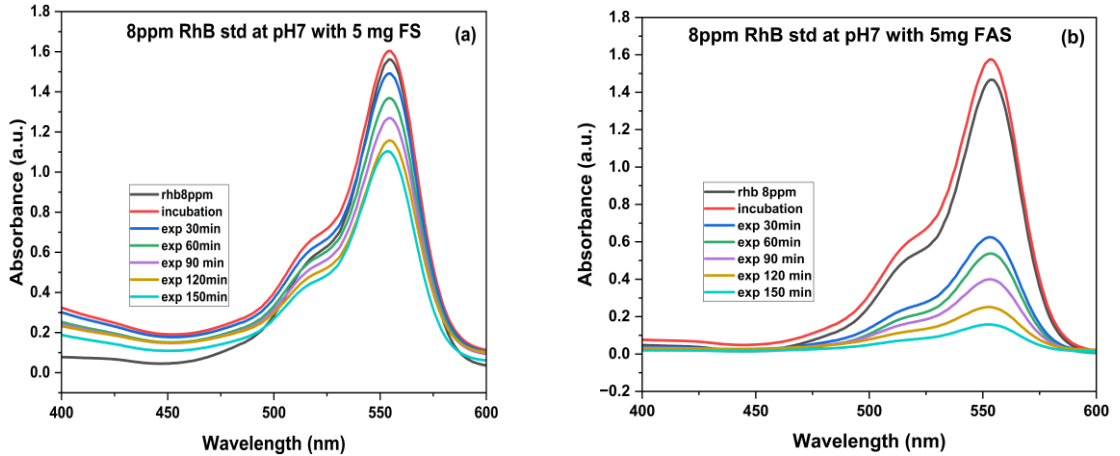 8ppm RhB std at pH7 with 5 mg FS
(a)
Absorbance (a.u.)
1.8
1.6
1.4
1.2
1.0
0.8
0.6
0.4
0.2
0.0
rhb8ppm
incubation
exp 30min
exp 60min
exp 90 min
exp 120min
exp 150min
400
450
500
550
600
Wavelength (nm)
8ppm RhB std at pH7 with 5mg FAS
(b)
Absorbance (a.u.)
1.8
1.6
1.4
1.2
1.0
0.8
0.6
0.4
0.2
0.0
−0.2
rhb 8ppm
incubation
exp 30min
exp 60min
exp 90 min
exp 120 min
exp 150 min
400
450
500
550
600
Wavelength (nm)